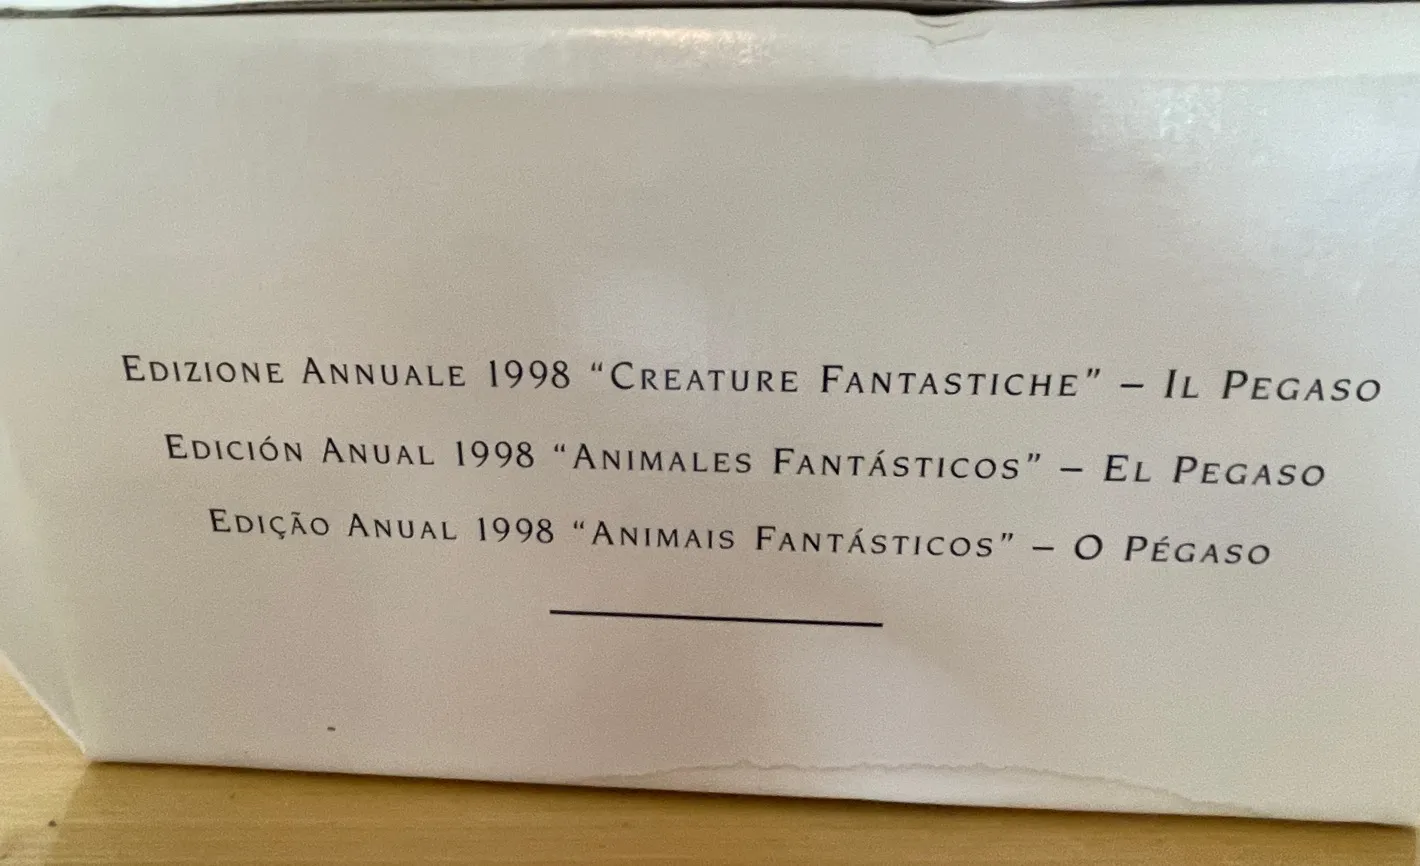 Edizione Annuale 1998 “Creature Fantastiche” – Il Pegaso
Edición Anual 1998 “Animales Fantásticos” – El Pegaso
Edição Anual 1998 “Animais Fantásticos” – O Pégaso